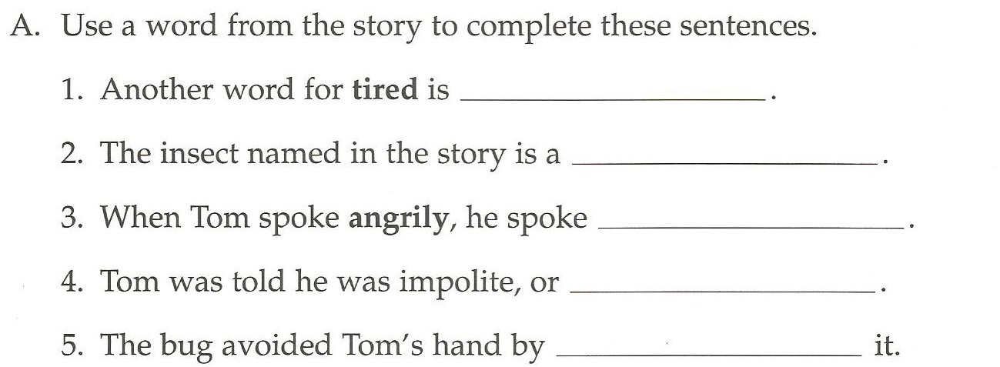 A. Use a word from the story to complete these sentences.
1. Another word for tired is ____________________.
2. The insect named in the story is a ____________________.
3. When Tom spoke angrily, he spoke ____________________.
4. Tom was told he was impolite, or ____________________.
5. The bug avoided Tom's hand by ____________________ it.